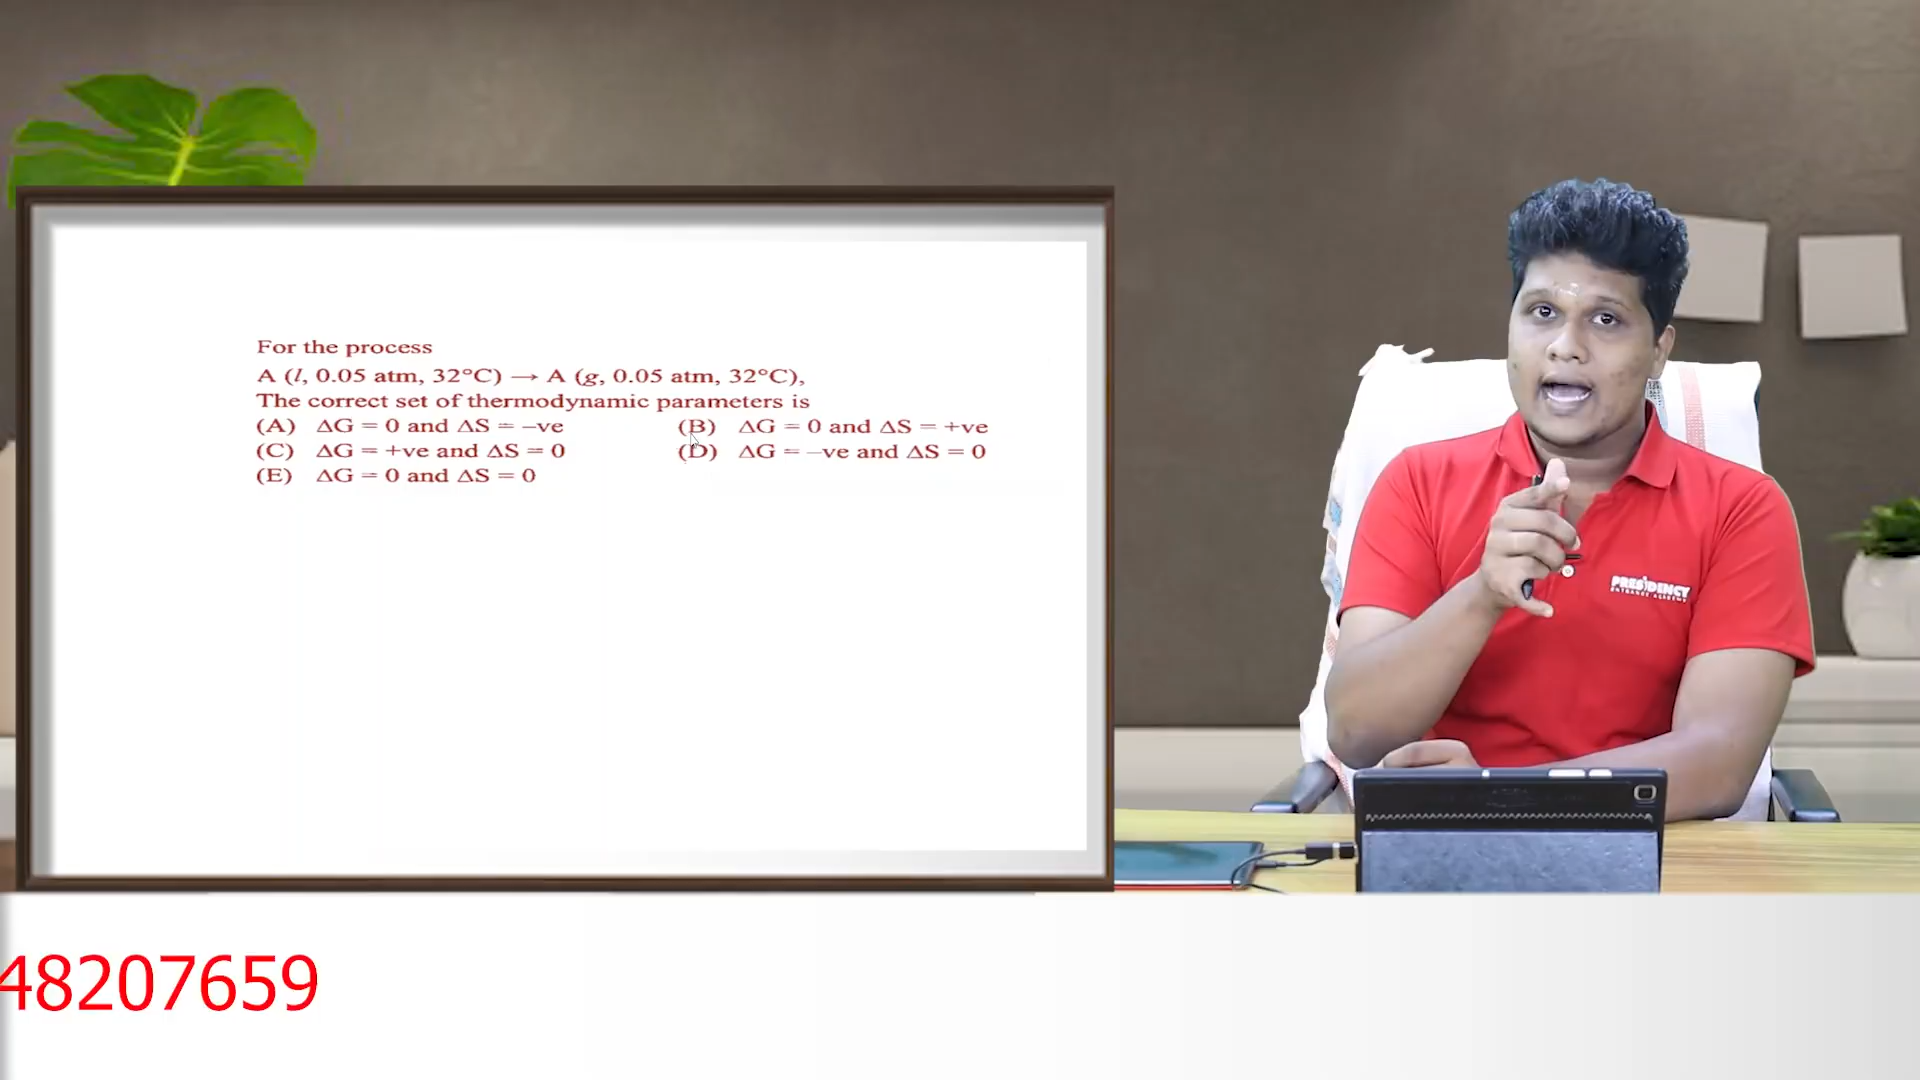 For the process
A (l, 0.05 atm, 32°C) → A (g, 0.05 atm, 32°C),
The correct set of thermodynamic parameters is
(A) ΔG = 0 and ΔS = –ve (B) ΔG = 0 and ΔS = +ve
(C) ΔG = +ve and ΔS = 0 (D) ΔG = –ve and ΔS = 0
(E) ΔG = 0 and ΔS = 0
PRESIDENCY
ENTRANCE ACADEMY
48207659